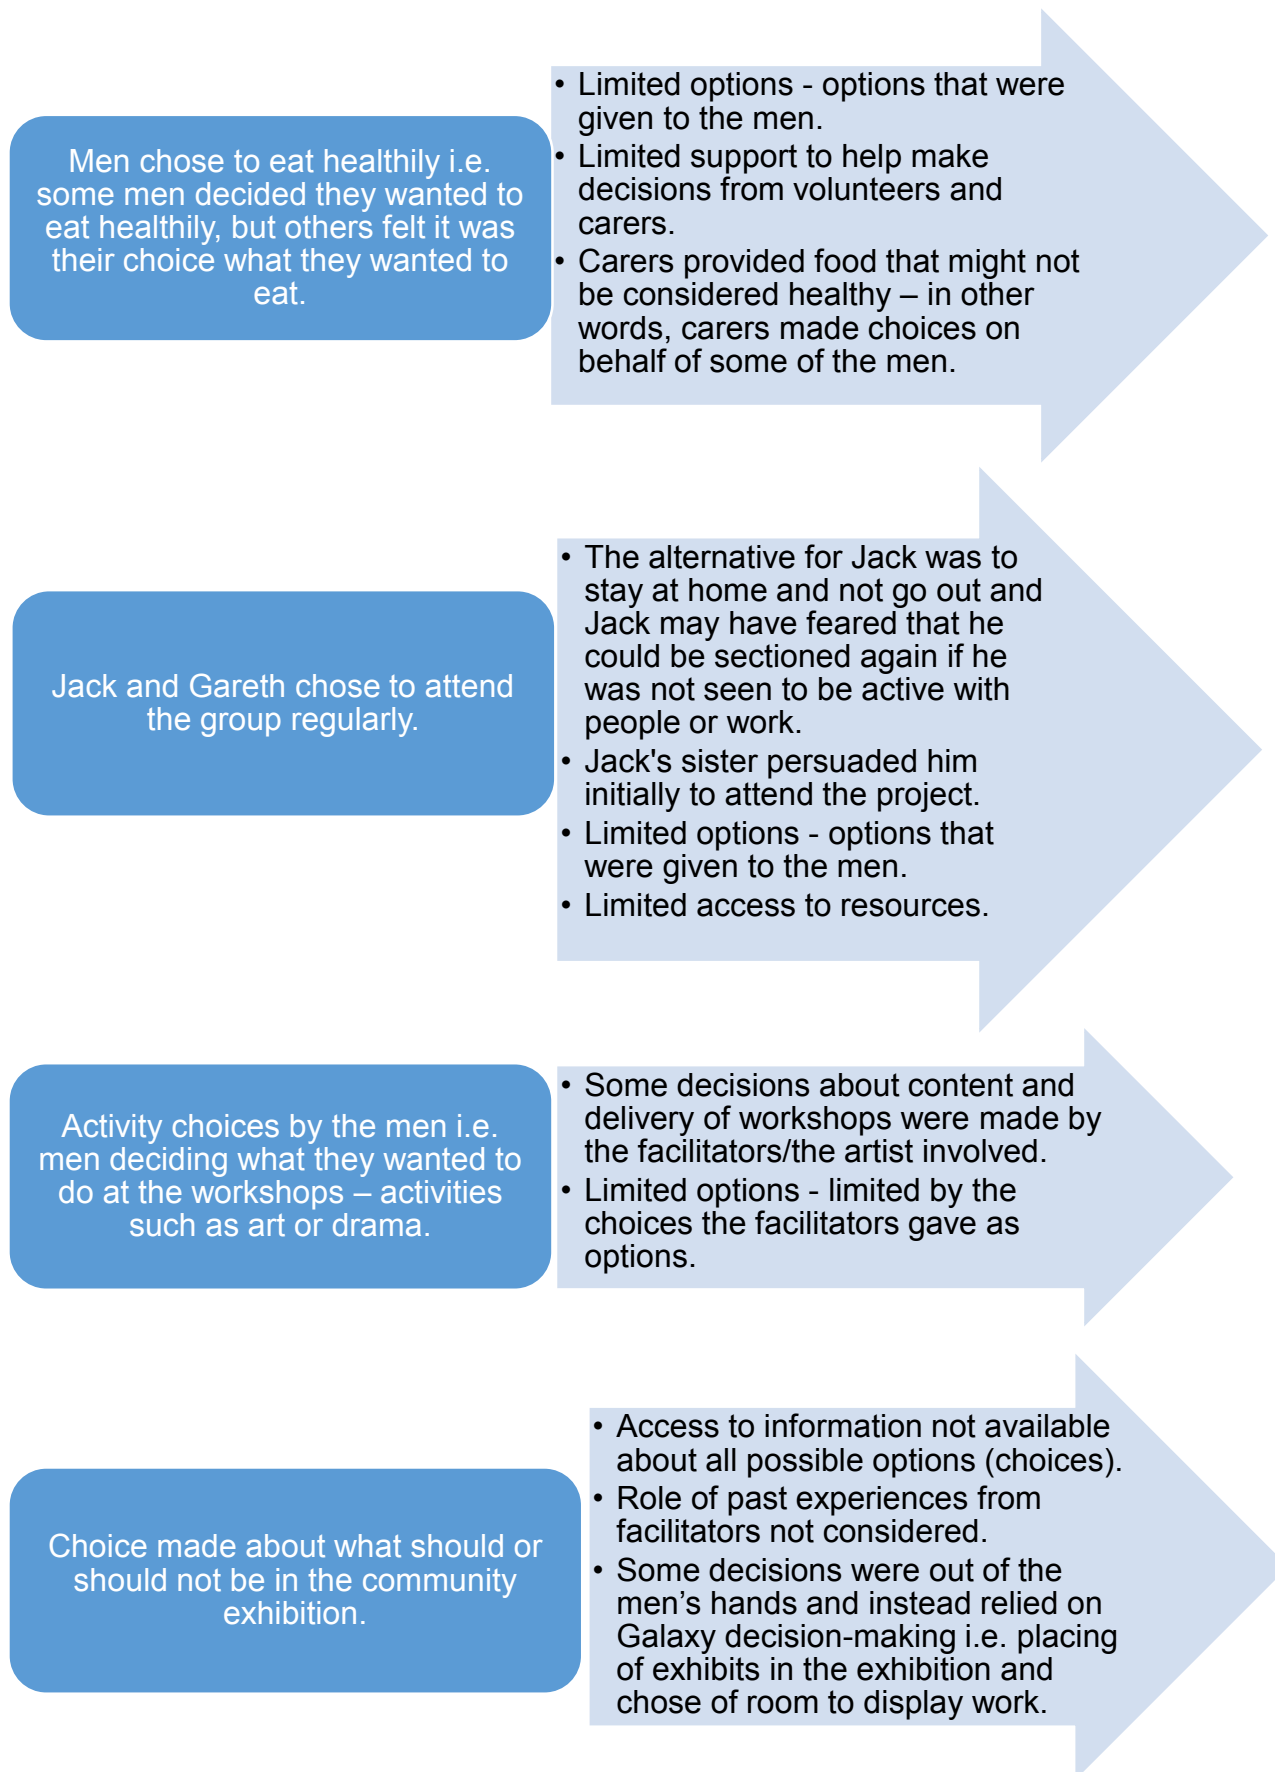 Men chose to eat healthily i.e.
some men decided they wanted to
eat healthily, but others felt it was
their choice what they wanted to
eat.
• Limited options - options that were
given to the men.
• Limited support to help make
decisions from volunteers and
carers.
• Carers provided food that might not
be considered healthy – in other
words, carers made choices on
behalf of some of the men.
Jack and Gareth chose to attend
the group regularly.
• The alternative for Jack was to
stay at home and not go out and
Jack may have feared that he
could be sectioned again if he
was not seen to be active with
people or work.
• Jack's sister persuaded him
initially to attend the project.
• Limited options - options that
were given to the men.
• Limited access to resources.
Activity choices by the men i.e.
men deciding what they wanted to
do at the workshops – activities
such as art or drama.
• Some decisions about content and
delivery of workshops were made by
the facilitators/the artist involved.
• Limited options - limited by the
choices the facilitators gave as
options.
Choice made about what should or
should not be in the community
exhibition.
• Access to information not available
about all possible options (choices).
• Role of past experiences from
facilitators not considered.
• Some decisions were out of the
men’s hands and instead relied on
Galaxy decision-making i.e. placing
of exhibits in the exhibition and
chose of room to display work.